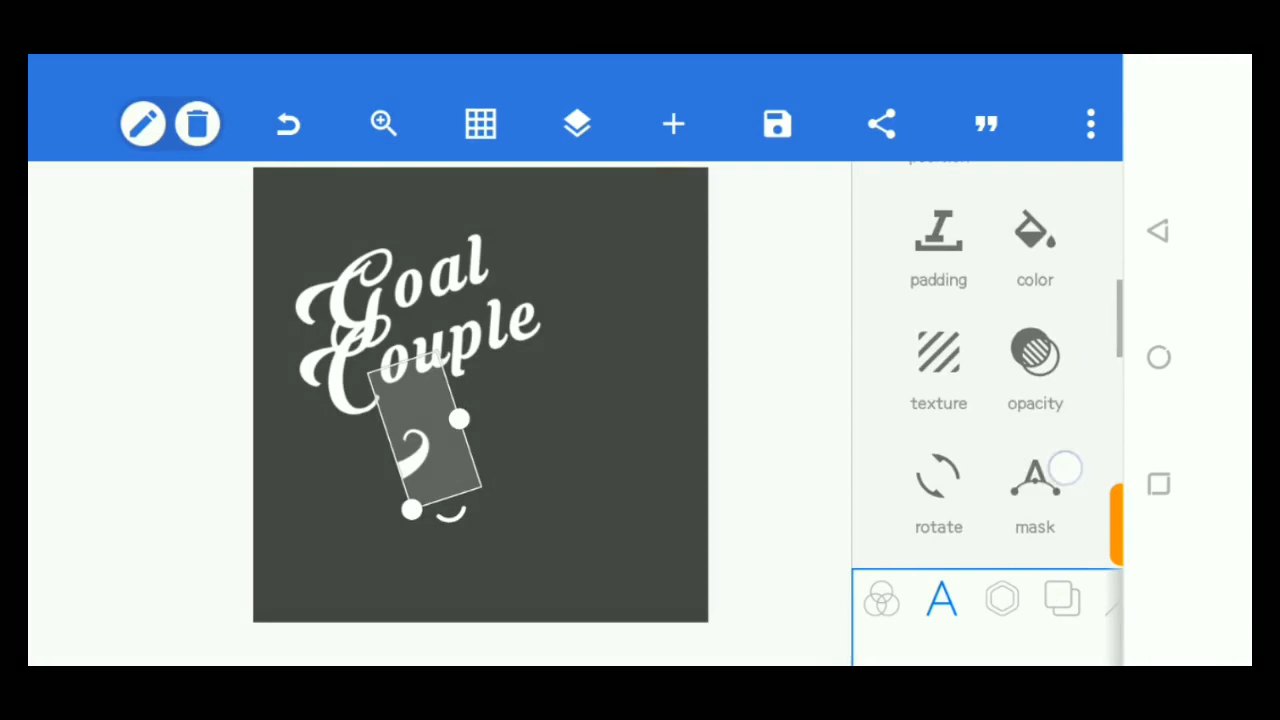 Goal
Couple
padding
color
texture
opacity
rotate
mask